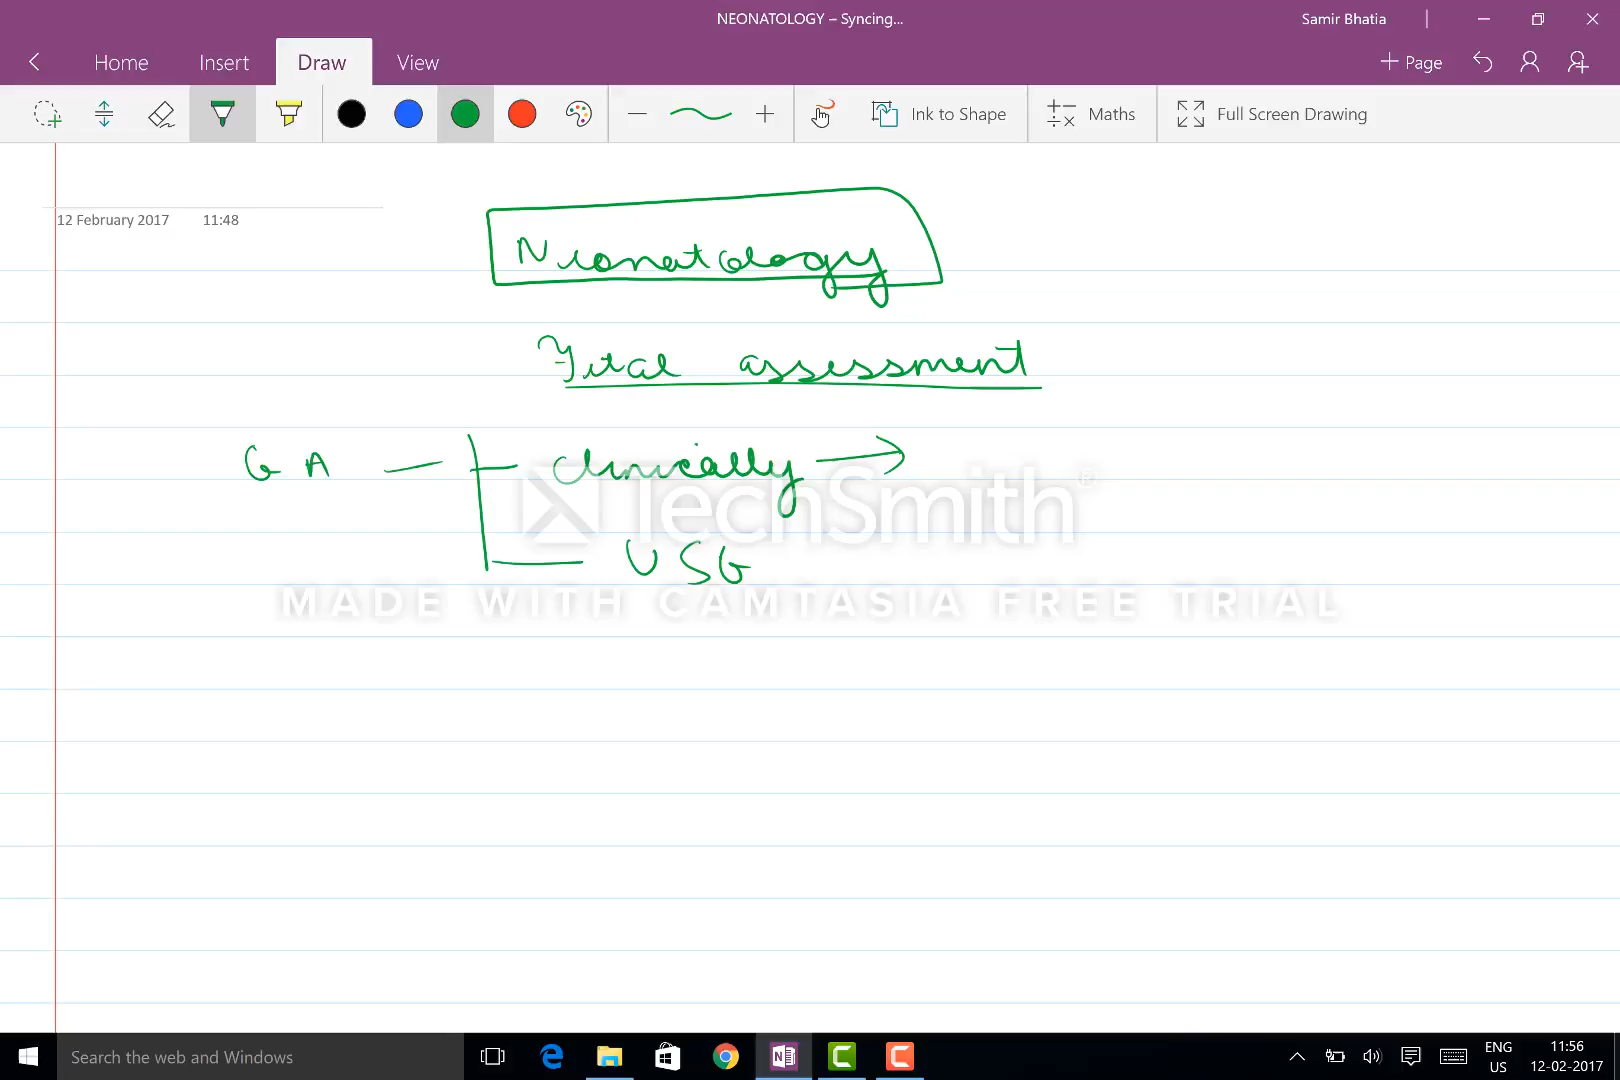 NEONATOLOGY – Syncing...
Samir Bhatia
Home Insert Draw View
Page
Ink to Shape Maths Full Screen Drawing
12 February 2017 11:48
Neonatology
Fetal assessment
GA — clinically →
TechSmith®
USG
MADE WITH CAMTASIA FREE TRIAL
Search the web and Windows
ENG 11:56
US 12-02-2017